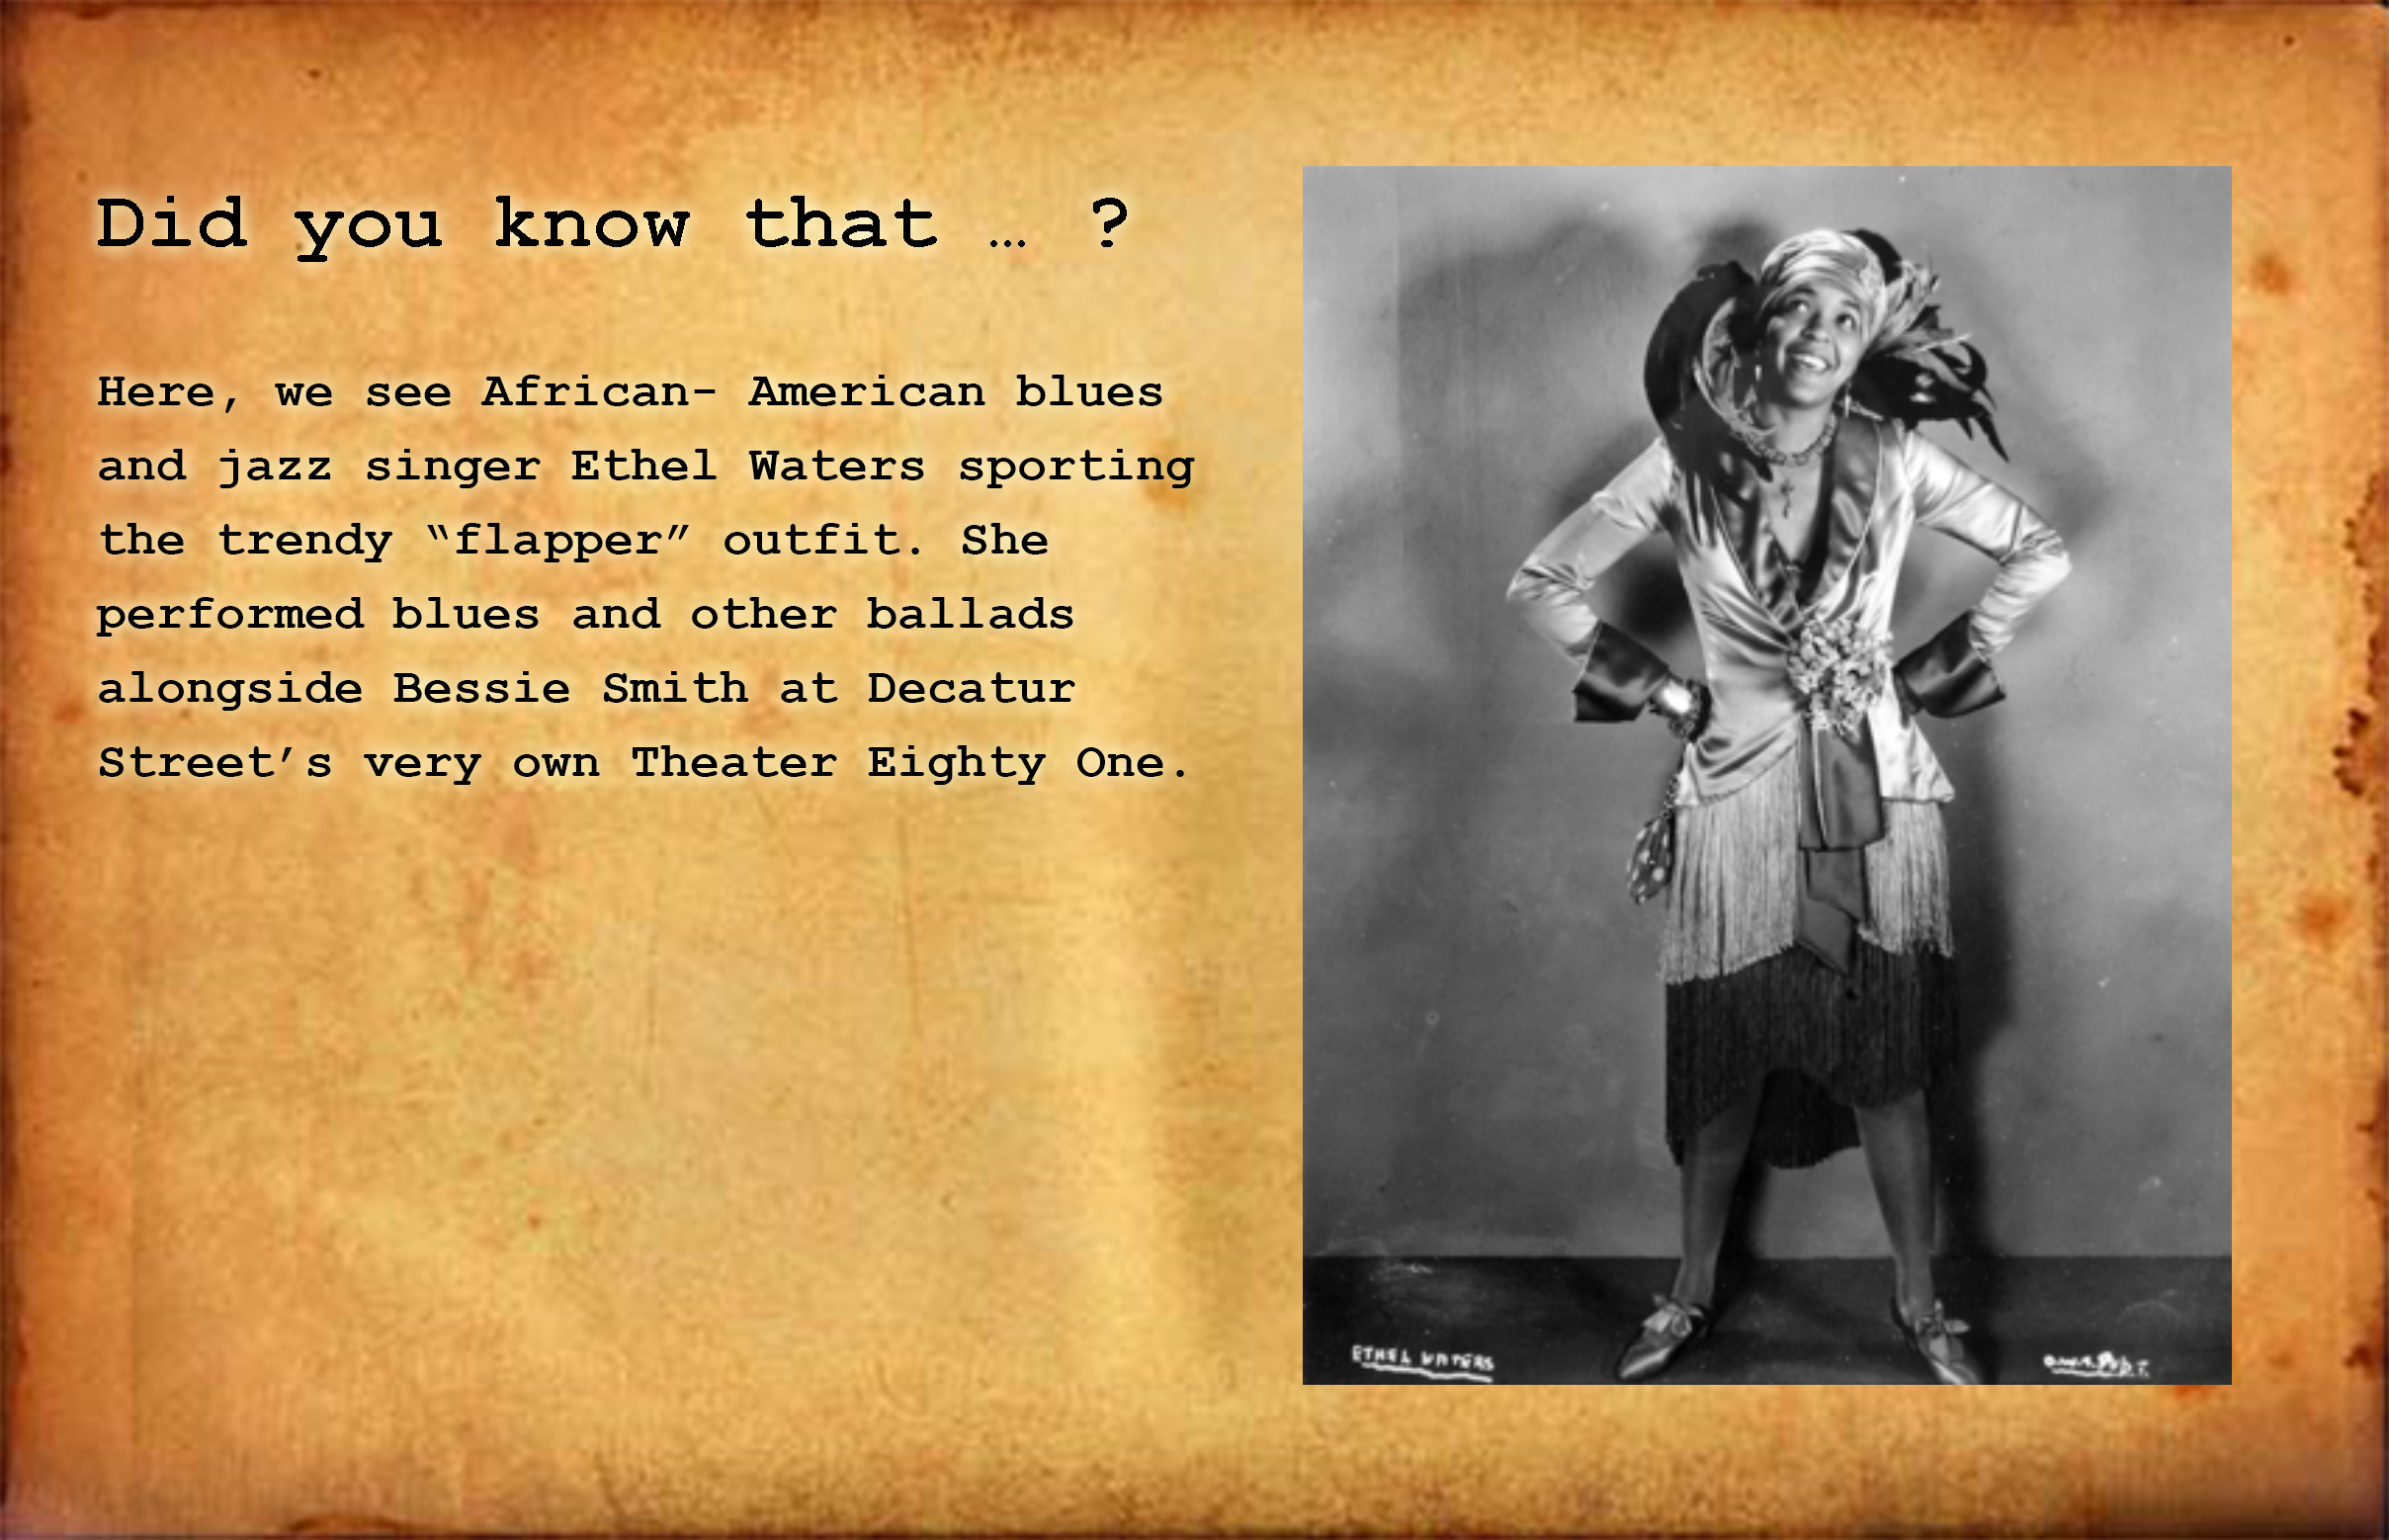 Did you know that … ?
Here, we see African- American blues
and jazz singer Ethel Waters sporting
the trendy “flapper” outfit. She
performed blues and other ballads
alongside Bessie Smith at Decatur
Street’s very own Theater Eighty One.
ETHEL WATERS